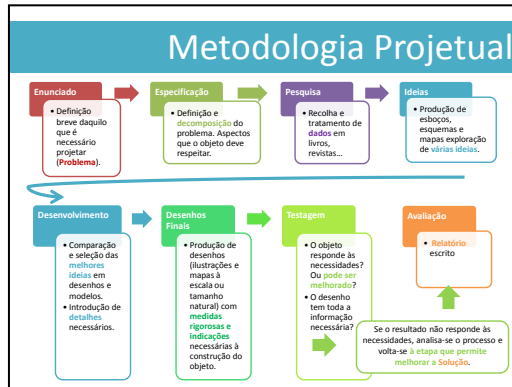 Metodologia Projetual
Enunciado
• Definição
breve daquilo
que é
necessário
projetar
(Problema).
Especificação
• Definição e
decomposição do
problema. Aspectos
que o objeto deve
respeitar.
Pesquisa
• Recolha e
tratamento de
dados em
livros,
revistas...
Ideias
• Produção de
esboços,
esquemas e
mapas exploração
de várias ideias.
Desenvolvimento
• Comparação
e seleção das
melhores
ideias em
desenhos e
modelos.
• Introdução de
detalhes
necessários.
Desenhos
Finais
• Produção de
desenhos
(ilustrações e
mapas à
escala ou
tamanho
natural) com
medidas
rigorosas e
indicações
necessárias à
construção do
objeto.
Testagem
• O objeto
responde às
necessidades?
Ou pode ser
melhorado?
• O desenho
tem toda a
informação
necessária?
Avaliação
• Relatório
escrito
Se o resultado não responde às
necessidades, analisa-se o processo e
volta-se à etapa que permite
melhorar a Solução.